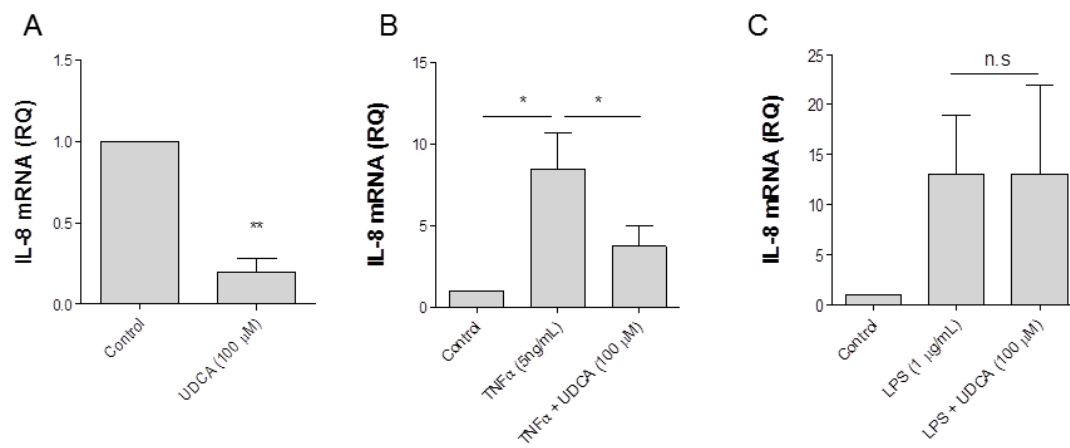 A
IL-8 mRNA (RQ)
1.5
1.0
0.5
0.0
**
Control
UDCA (100 µM)
B
IL-8 mRNA (RQ)
15
10
5
0
*
*
Control
TNFα (5ng/mL)
TNFα + UDCA (100 µM)
C
IL-8 mRNA (RQ)
25
20
15
10
5
0
n.s
Control
LPS (1 µg/mL)
LPS + UDCA (100 µM)